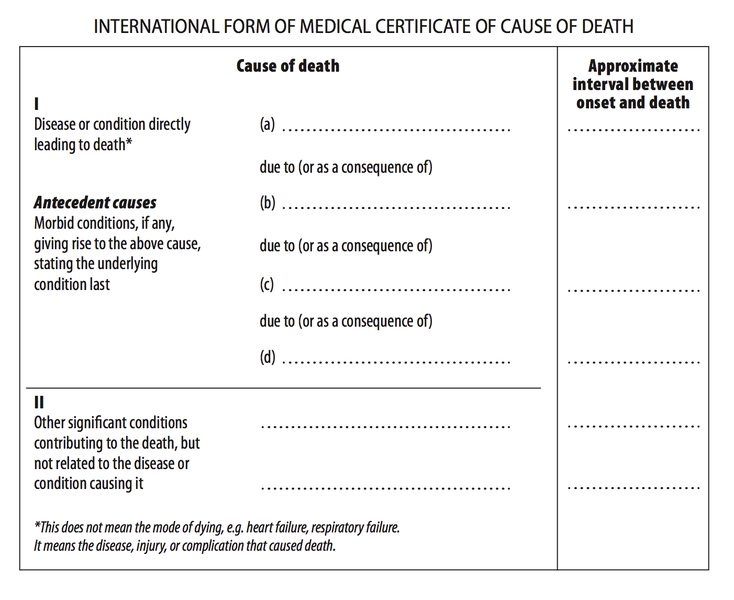 INTERNATIONAL FORM OF MEDICAL CERTIFICATE OF CAUSE OF DEATH
Cause of death
Approximate
interval between
onset and death
I
Disease or condition directly
leading to death*
(a) ........................................................ ................................
due to (or as a consequence of)
Antecedent causes
Morbid conditions, if any,
giving rise to the above cause,
stating the underlying
condition last
(b) ........................................................ ................................
due to (or as a consequence of)
(c) ........................................................ ................................
due to (or as a consequence of)
(d) ........................................................ ................................
II
Other significant conditions
contributing to the death, but
not related to the disease or
condition causing it
........................................................ ................................
........................................................ ................................
*This does not mean the mode of dying, e.g. heart failure, respiratory failure.
It means the disease, injury, or complication that caused death.